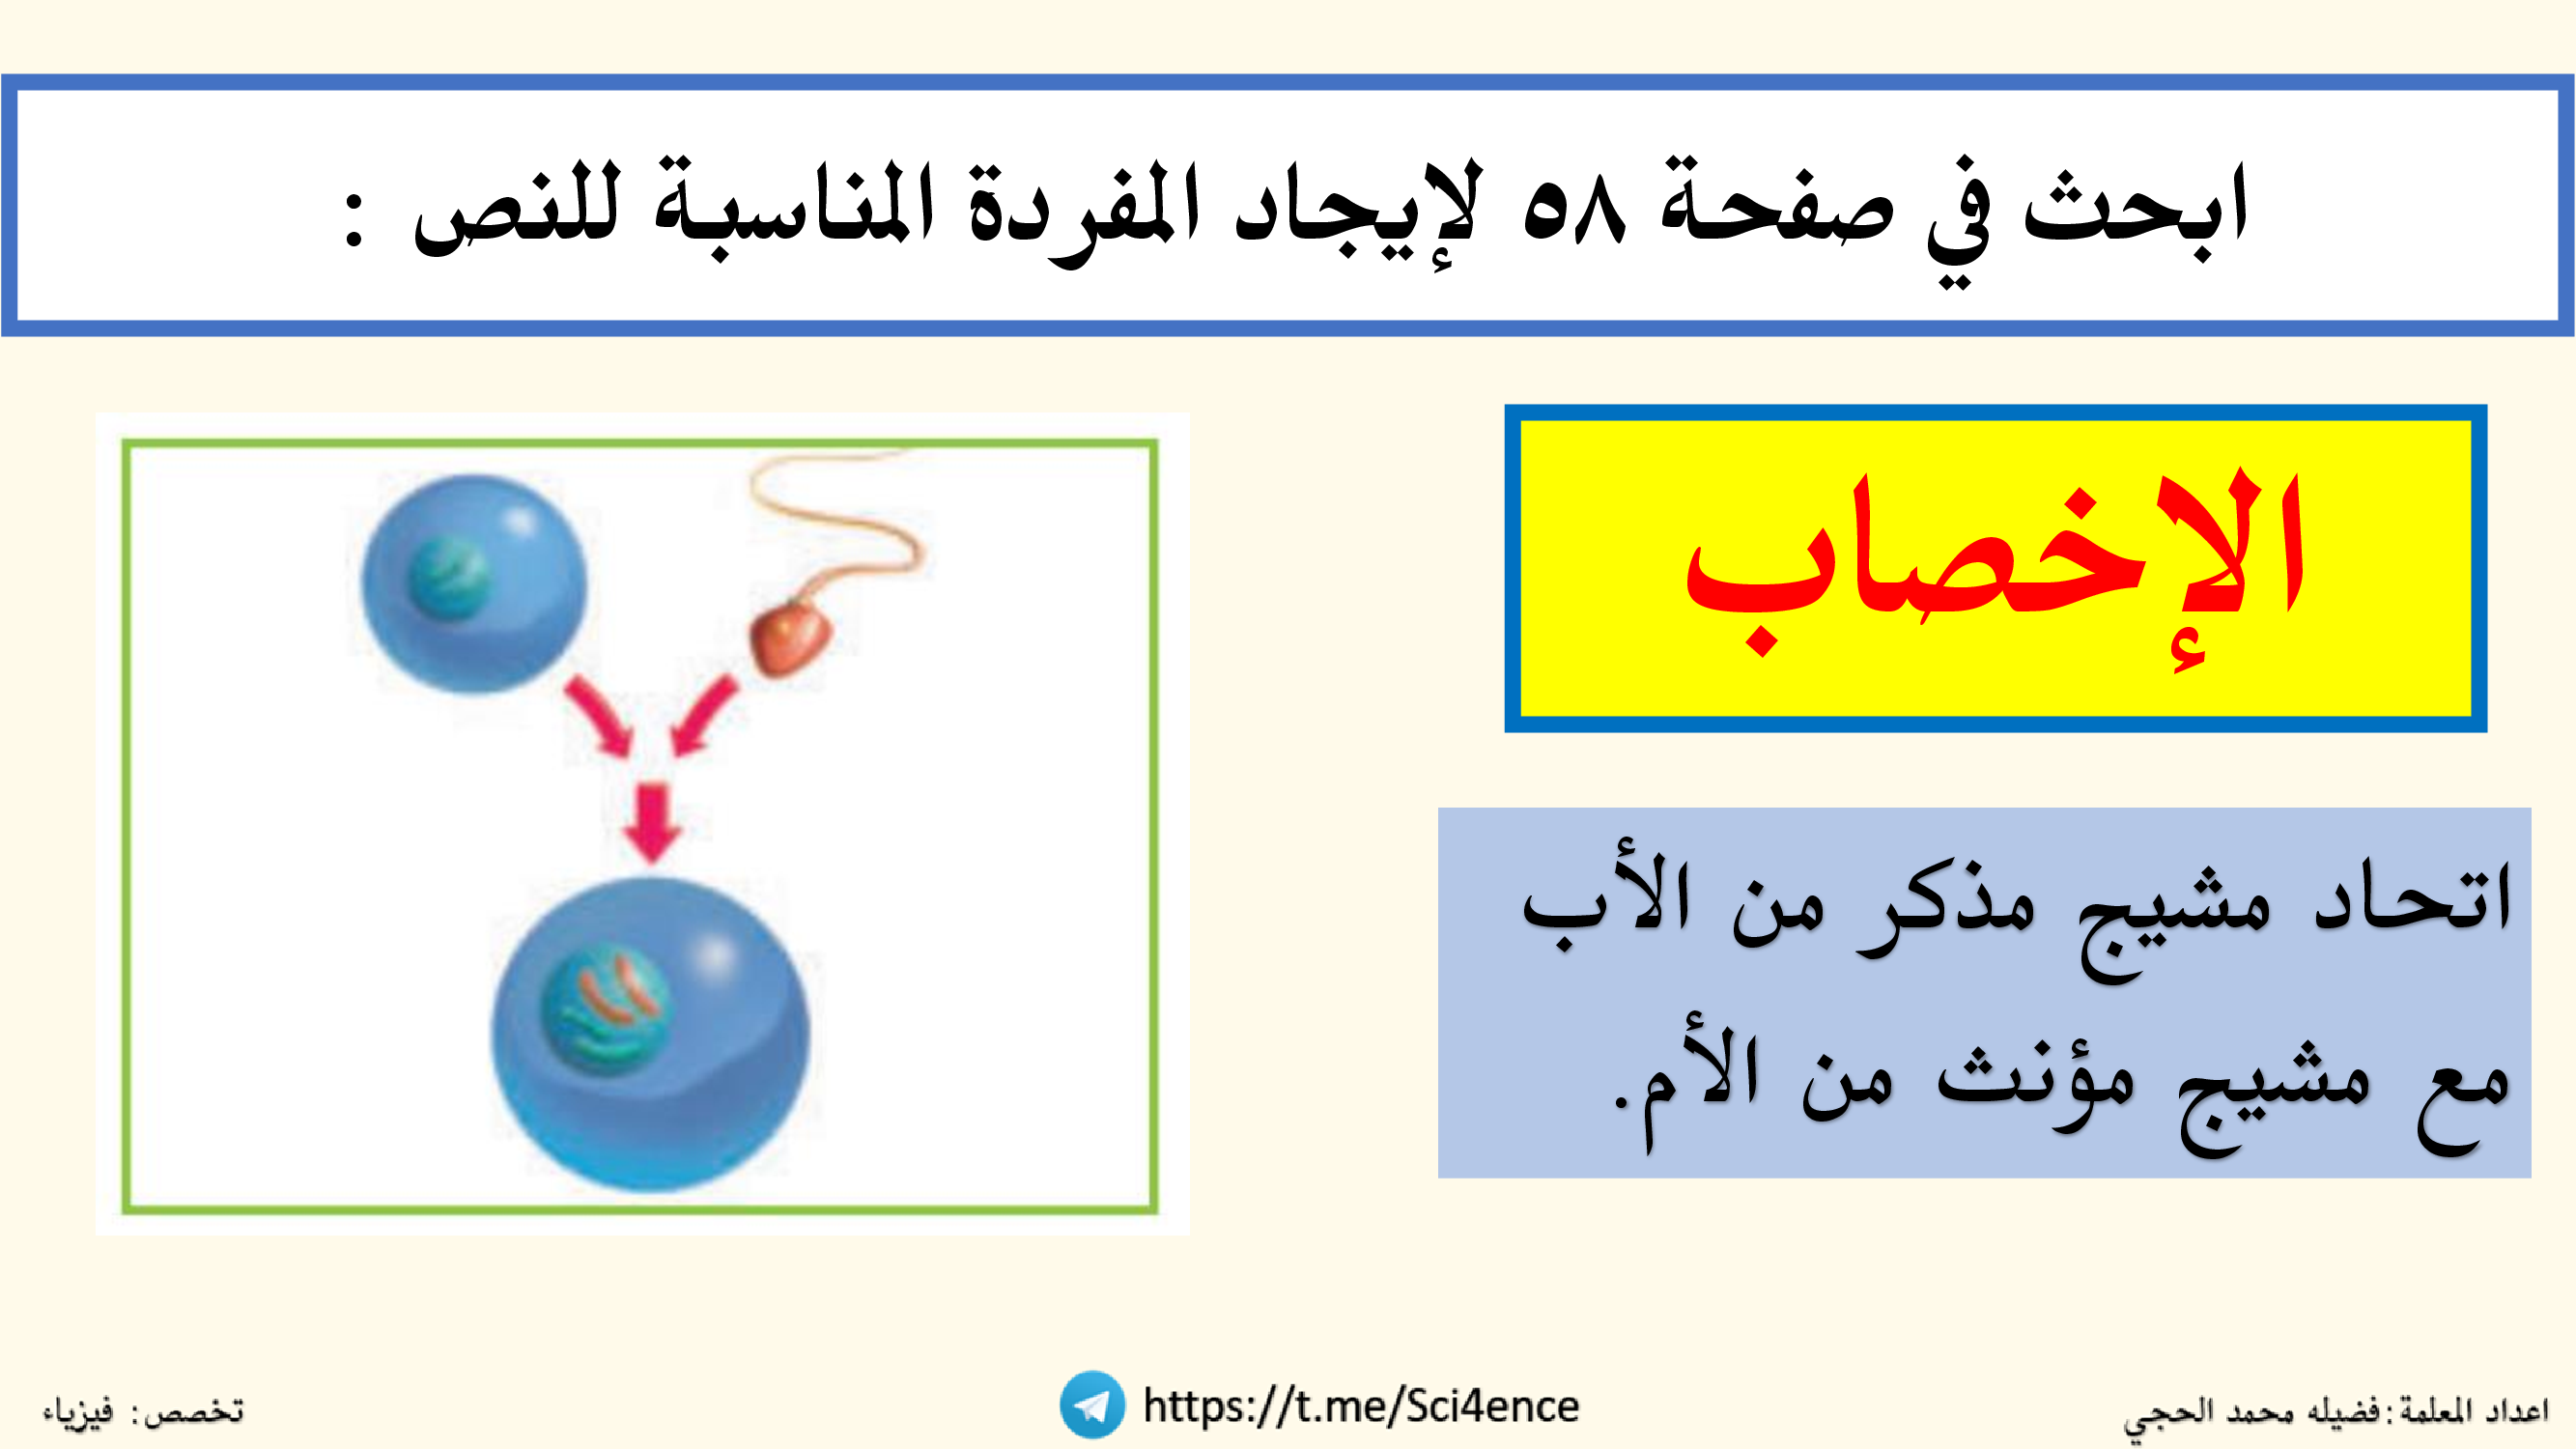 ابحث في صفحة ٥٨ لإيجاد المفردة المناسبة للنص :
الإخصاب
اتحاد مشيج مذكر من الأب
مع مشيج مؤنث من الأم.
اعداد المعلمة:فضيله محمد الحجي
https://t.me/Sci4ence
تخصص: فيزياء